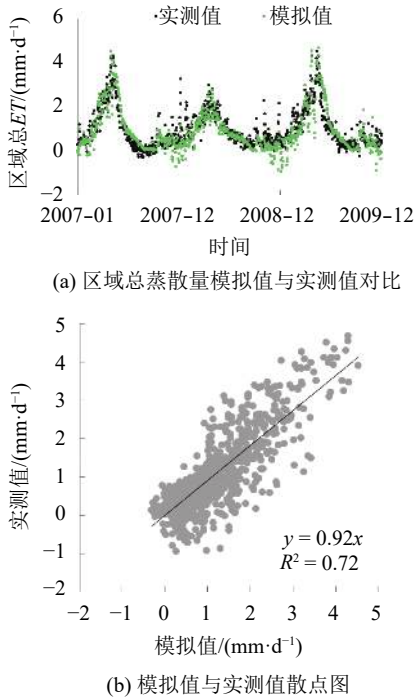 ·实测值 ·模拟值
区域总ET/(mm·d⁻¹)
6
4
2
0
−2
2007-01 2007-12 2008-12 2009-12
时间
(a) 区域总蒸散量模拟值与实测值对比
实测值/(mm·d⁻¹)
5
4
3
2
1
0
−1
−2
y = 0.92x
R² = 0.72
−2 −1 0 1 2 3 4 5
模拟值/(mm·d⁻¹)
(b) 模拟值与实测值散点图